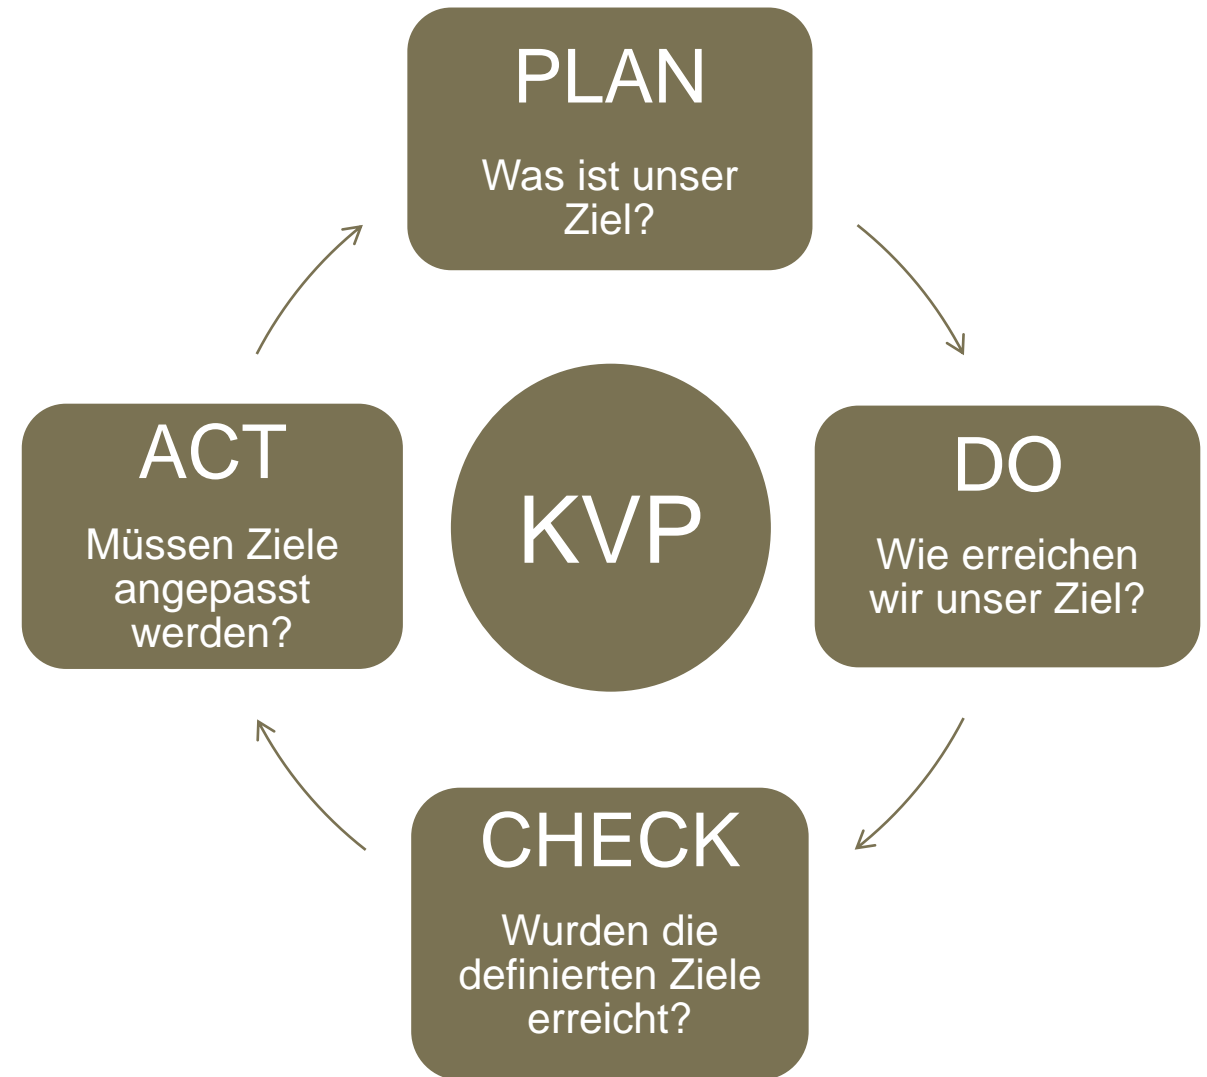 PLAN
Was ist unser
Ziel?
DO
Wie erreichen
wir unser Ziel?
CHECK
Wurden die
definierten Ziele
erreicht?
ACT
Müssen Ziele
angepasst
werden?
KVP